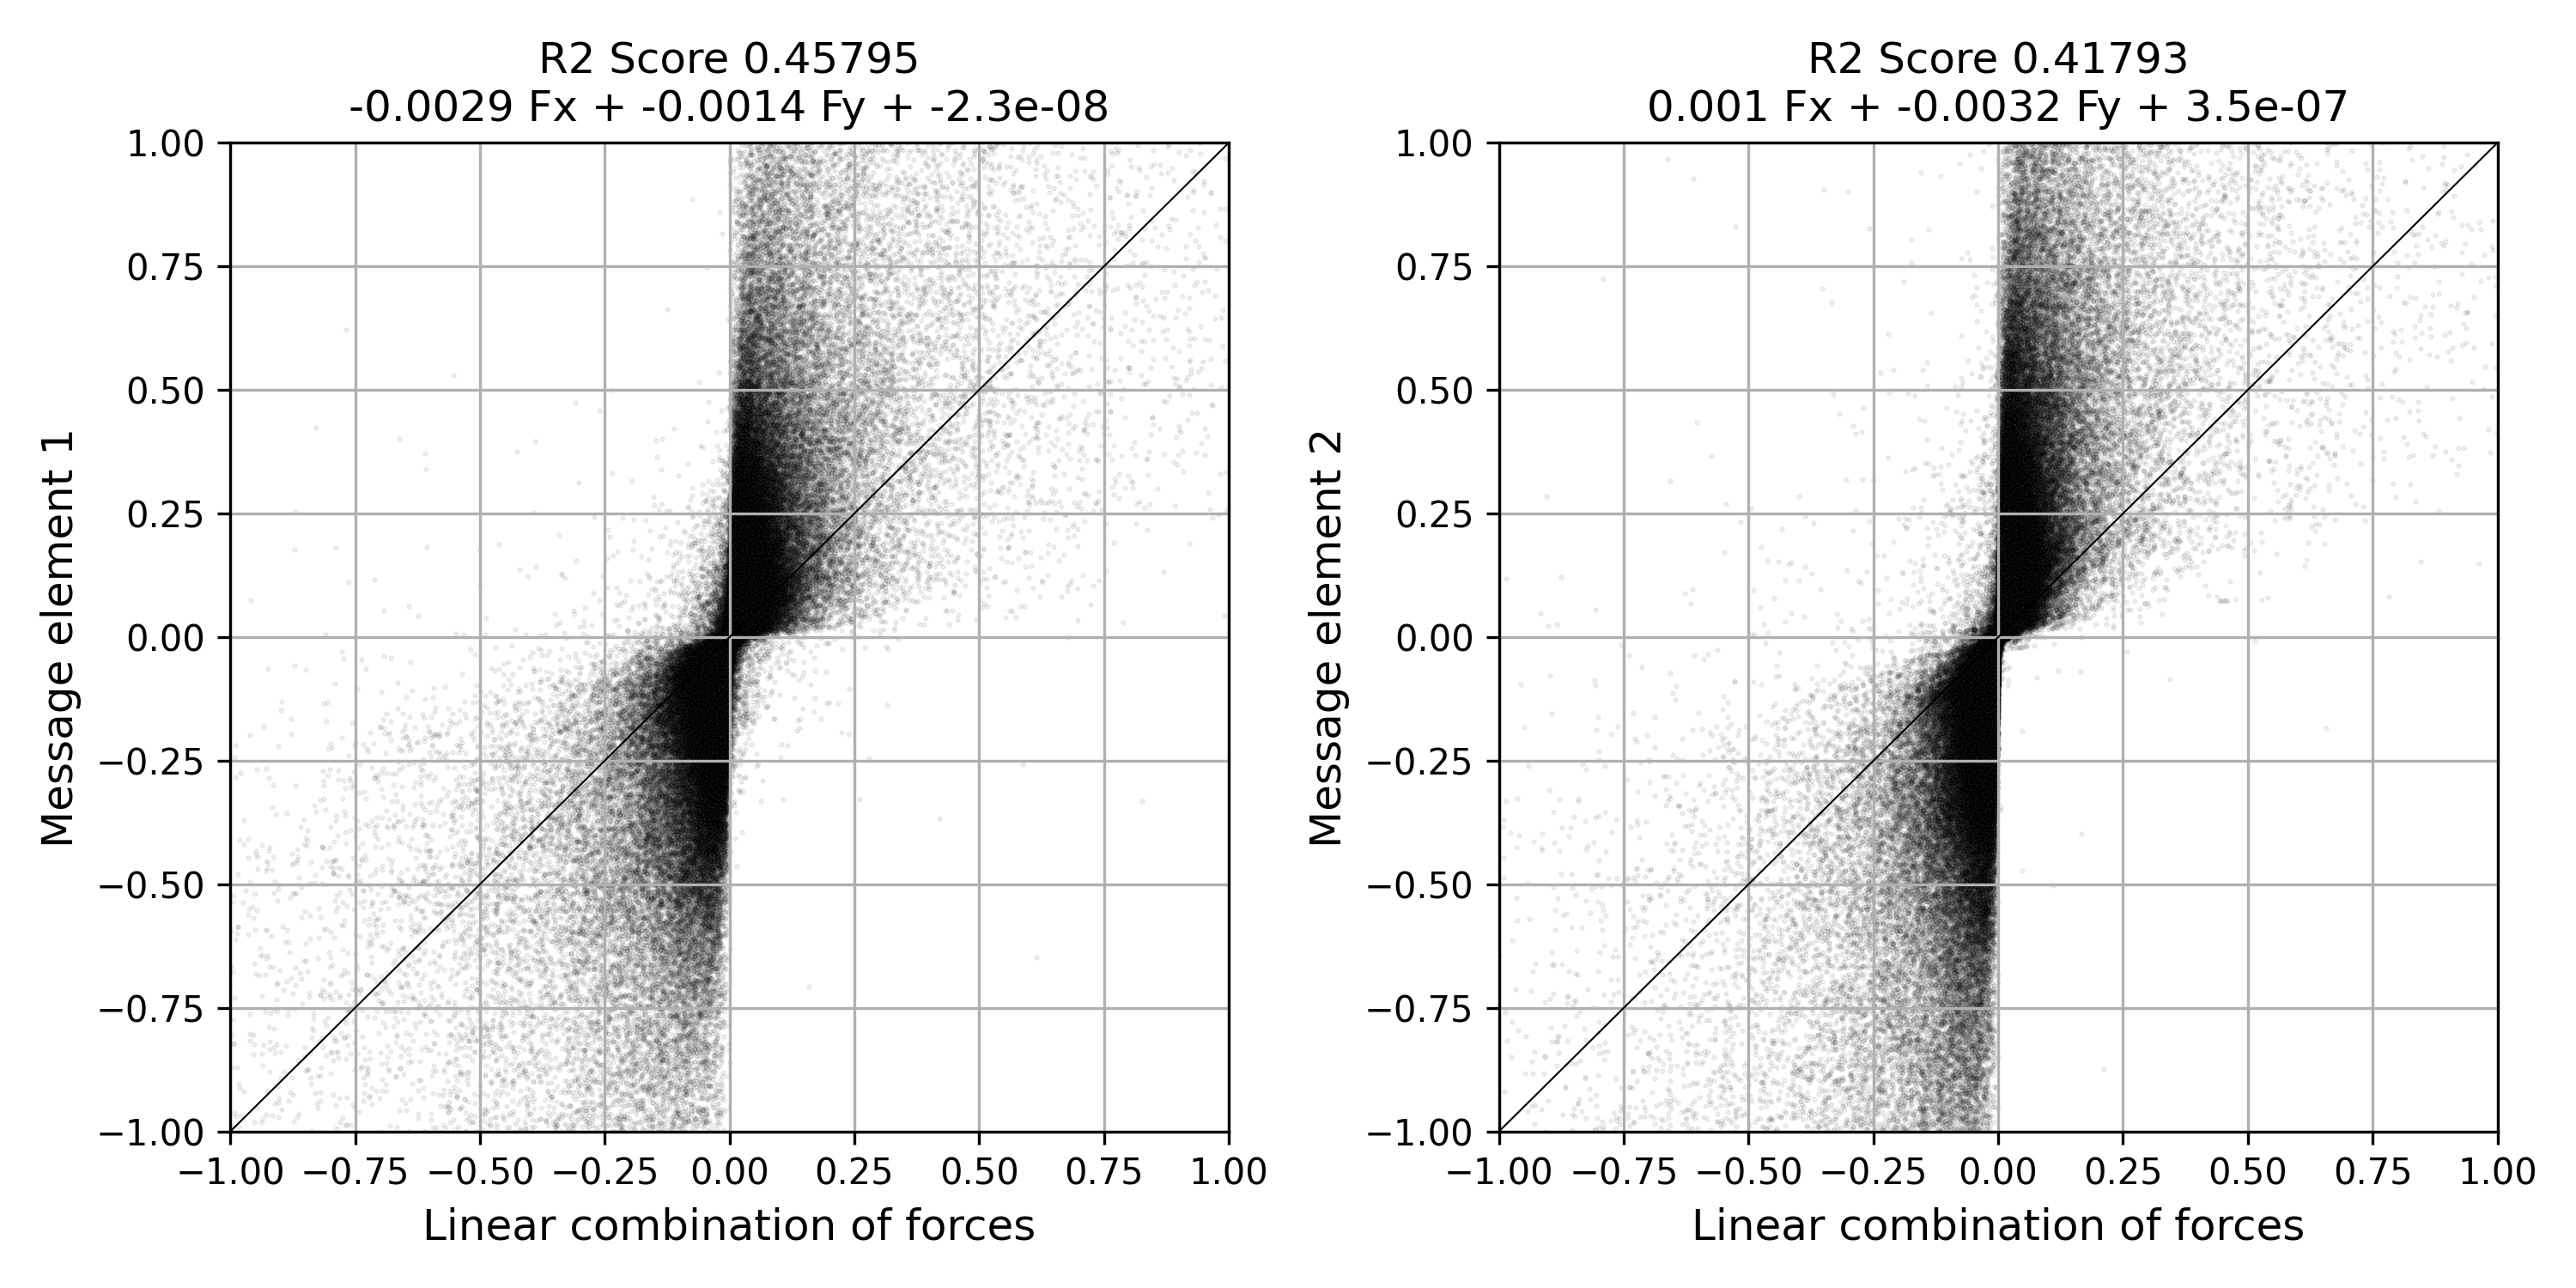 R2 Score 0.45795
-0.0029 Fx + -0.0014 Fy + -2.3e-08
1.00
0.75
0.50
0.25
0.00
−0.25
−0.50
−0.75
−1.00
Message element 1
−1.00 −0.75 −0.50 −0.25 0.00 0.25 0.50 0.75 1.00
Linear combination of forces
R2 Score 0.41793
0.001 Fx + -0.0032 Fy + 3.5e-07
1.00
0.75
0.50
0.25
0.00
−0.25
−0.50
−0.75
−1.00
Message element 2
−1.00 −0.75 −0.50 −0.25 0.00 0.25 0.50 0.75 1.00
Linear combination of forces